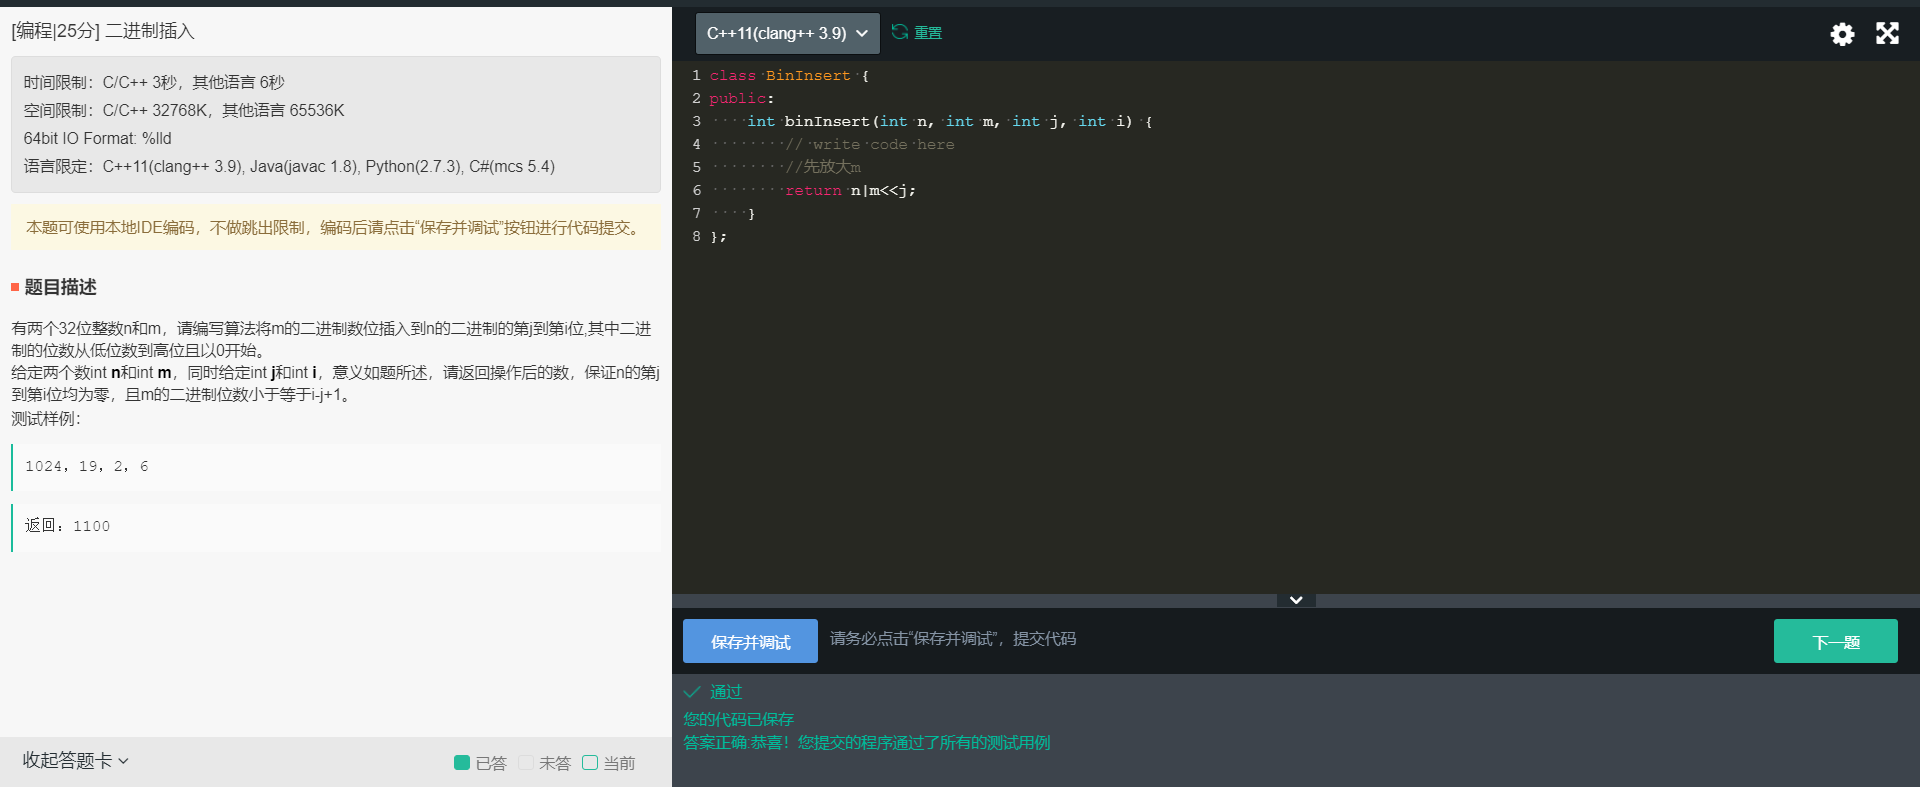 [编程|25分] 二进制插入
时间限制：C/C++ 3秒，其他语言 6秒
空间限制：C/C++ 32768K，其他语言 65536K
64bit IO Format: %lld
语言限定：C++11(clang++ 3.9), Java(javac 1.8), Python(2.7.3), C#(mcs 5.4)
本题可使用本地IDE编码，不做跳出限制，编码后请点击“保存并调试”按钮进行代码提交。
题目描述
有两个32位整数n和m，请编写算法将m的二进制数位插入到n的二进制的第j到第i位,其中二进
制的位数从低位数到高位且以0开始。
给定两个数int n和int m，同时给定int j和int i，意义如题所述，请返回操作后的数，保证n的第j
到第i位均为零，且m的二进制位数小于等于i-j+1。
测试样例：
1024，19，2，6
返回：1100
收起答题卡
已答 未答 当前
C++11(clang++ 3.9) 重置
1 class BinInsert {
2 public:
3     int binInsert(int n, int m, int j, int i) {
4         // write code here
5         //先放大m
6         return n|m<<j;
7     }
8 };
保存并调试 请务必点击“保存并调试”，提交代码 下一题
通过
您的代码已保存
答案正确:恭喜！您提交的程序通过了所有的测试用例